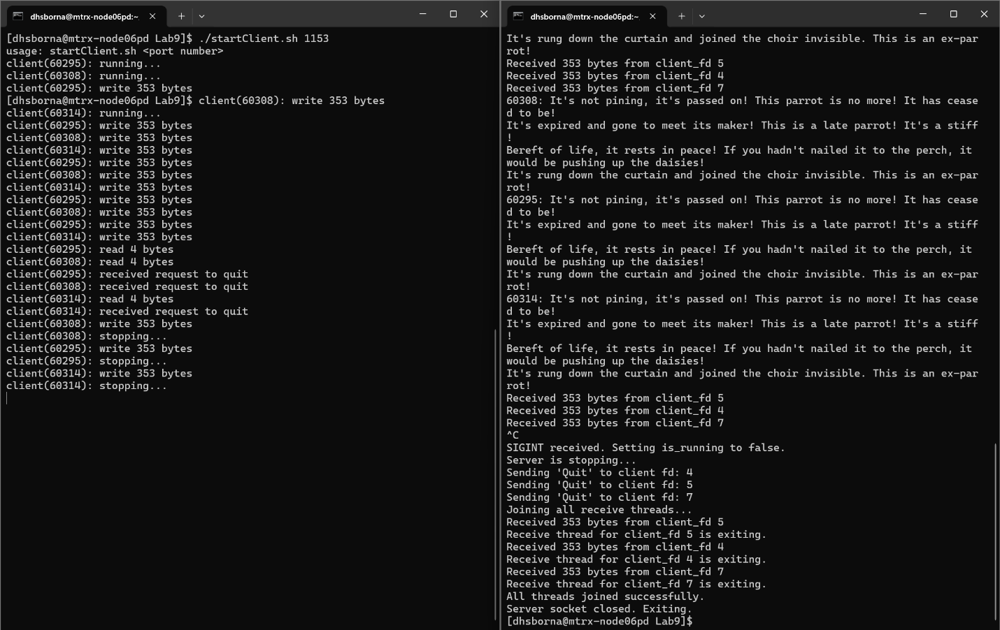 dhsborna@mtrx-node06pd:~
[dhsborna@mtrx-node06pd Lab9]$ ./startClient.sh 1153
usage: startClient.sh <port number>
client(60295): running...
client(60308): running...
client(60295): write 353 bytes
[dhsborna@mtrx-node06pd Lab9]$ client(60308): write 353 bytes
client(60314): running...
client(60295): write 353 bytes
client(60308): write 353 bytes
client(60314): write 353 bytes
client(60295): write 353 bytes
client(60308): write 353 bytes
client(60314): write 353 bytes
client(60295): write 353 bytes
client(60308): write 353 bytes
client(60295): write 353 bytes
client(60314): write 353 bytes
client(60295): read 4 bytes
client(60308): read 4 bytes
client(60295): received request to quit
client(60308): received request to quit
client(60314): read 4 bytes
client(60314): received request to quit
client(60308): write 353 bytes
client(60308): stopping...
client(60295): write 353 bytes
client(60295): stopping...
client(60314): write 353 bytes
client(60314): stopping...
dhsborna@mtrx-node06pd:~
It's rung down the curtain and joined the choir invisible. This is an ex-par
rot!
Received 353 bytes from client_fd 5
Received 353 bytes from client_fd 4
Received 353 bytes from client_fd 7
60308: It's not pining, it's passed on! This parrot is no more! It has cease
d to be!
It's expired and gone to meet its maker! This is a late parrot! It's a stiff
!
Bereft of life, it rests in peace! If you hadn't nailed it to the perch, it
would be pushing up the daisies!
It's rung down the curtain and joined the choir invisible. This is an ex-par
rot!
60295: It's not pining, it's passed on! This parrot is no more! It has cease
d to be!
It's expired and gone to meet its maker! This is a late parrot! It's a stiff
!
Bereft of life, it rests in peace! If you hadn't nailed it to the perch, it
would be pushing up the daisies!
It's rung down the curtain and joined the choir invisible. This is an ex-par
rot!
60314: It's not pining, it's passed on! This parrot is no more! It has cease
d to be!
It's expired and gone to meet its maker! This is a late parrot! It's a stiff
!
Bereft of life, it rests in peace! If you hadn't nailed it to the perch, it
would be pushing up the daisies!
It's rung down the curtain and joined the choir invisible. This is an ex-par
rot!
Received 353 bytes from client_fd 5
Received 353 bytes from client_fd 4
Received 353 bytes from client_fd 7
^C
SIGINT received. Setting is_running to false.
Server is stopping...
Sending 'Quit' to client fd: 4
Sending 'Quit' to client fd: 5
Sending 'Quit' to client fd: 7
Joining all receive threads...
Received 353 bytes from client_fd 5
Receive thread for client_fd 5 is exiting.
Received 353 bytes from client_fd 4
Receive thread for client_fd 4 is exiting.
Received 353 bytes from client_fd 7
Receive thread for client_fd 7 is exiting.
All threads joined successfully.
Server socket closed. Exiting.
[dhsborna@mtrx-node06pd Lab9]$